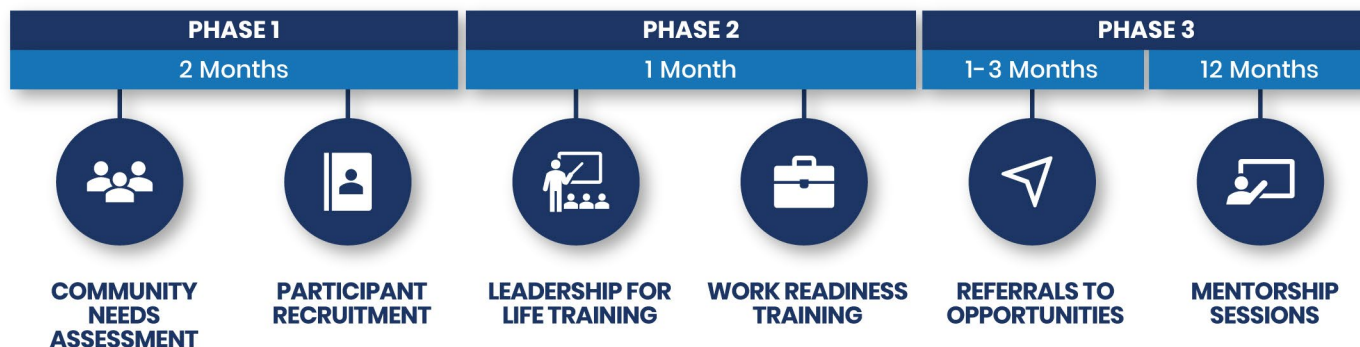 PHASE 1
PHASE 2
PHASE 3
2 Months
1 Month
1-3 Months
12 Months
COMMUNITY
NEEDS
ASSESSMENT
PARTICIPANT
RECRUITMENT
LEADERSHIP FOR
LIFE TRAINING
WORK READINESS
TRAINING
REFERRALS TO
OPPORTUNITIES
MENTORSHIP
SESSIONS